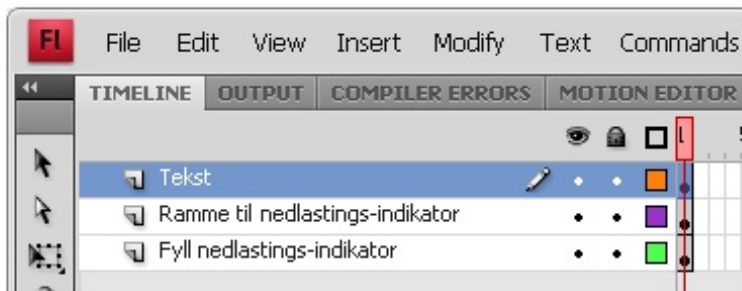 Fl File Edit View Insert Modify Text Commands
TIMELINE OUTPUT COMPILER ERRORS MOTION EDITOR
Tekst
Ramme til nedlastings-indikator
Fyll nedlastings-indikator